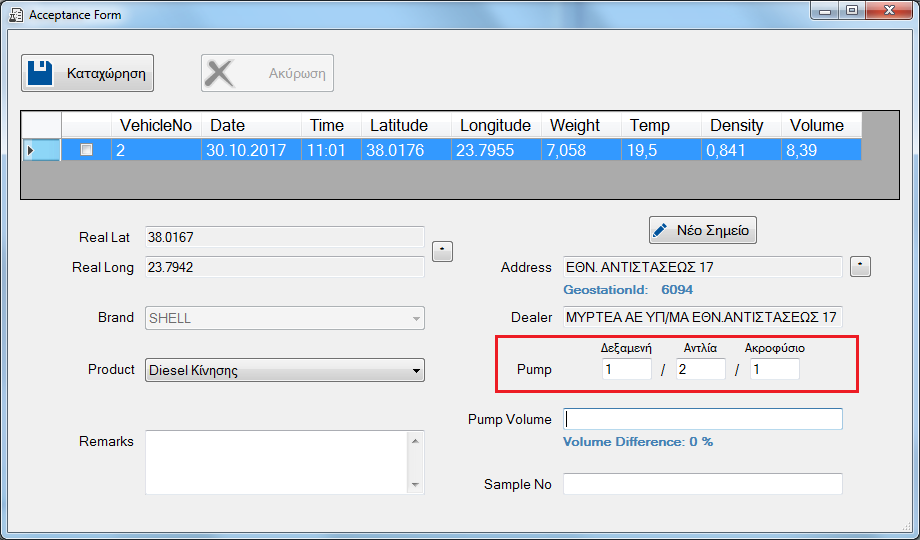 Acceptance Form
Καταχώρηση Ακύρωση
VehicleNo Date Time Latitude Longitude Weight Temp Density Volume
2 30.10.2017 11:01 38.0176 23.7955 7,058 19,5 0,841 8,39
Νέο Σημείο
Real Lat 38.0167
*
Real Long 23.7942
Address ΕΘΝ. ΑΝΤΙΣΤΑΣΕΩΣ 17 *
GeostationId: 6094
Brand SHELL
Dealer ΜΥΡΤΕΑ ΑΕ ΥΠ/ΜΑ ΕΘΝ.ΑΝΤΙΣΤΑΣΕΩΣ 17
Δεξαμενή Αντλία Ακροφύσιο
Product Diesel Κίνησης
Pump 1 / 2 / 1
Pump Volume
Volume Difference: 0 %
Remarks
Sample No